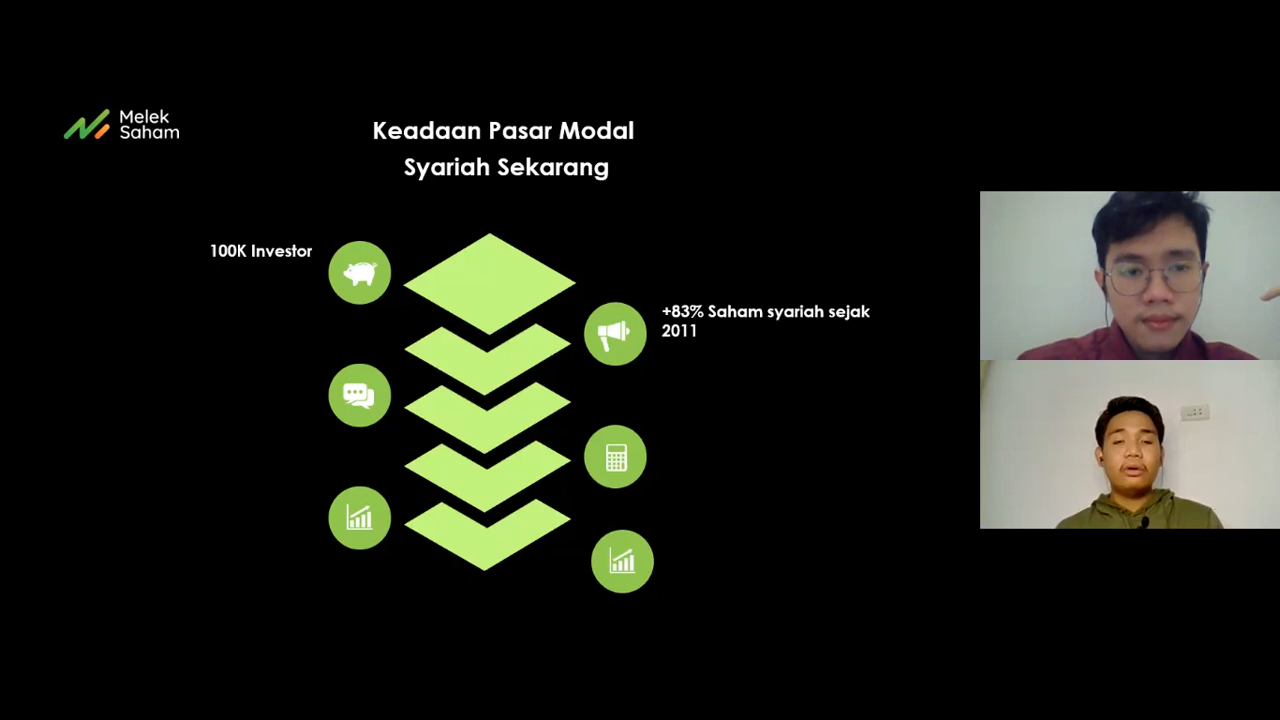 Melek
Saham
Keadaan Pasar Modal
Syariah Sekarang
100K Investor
+83% Saham syariah sejak
2011